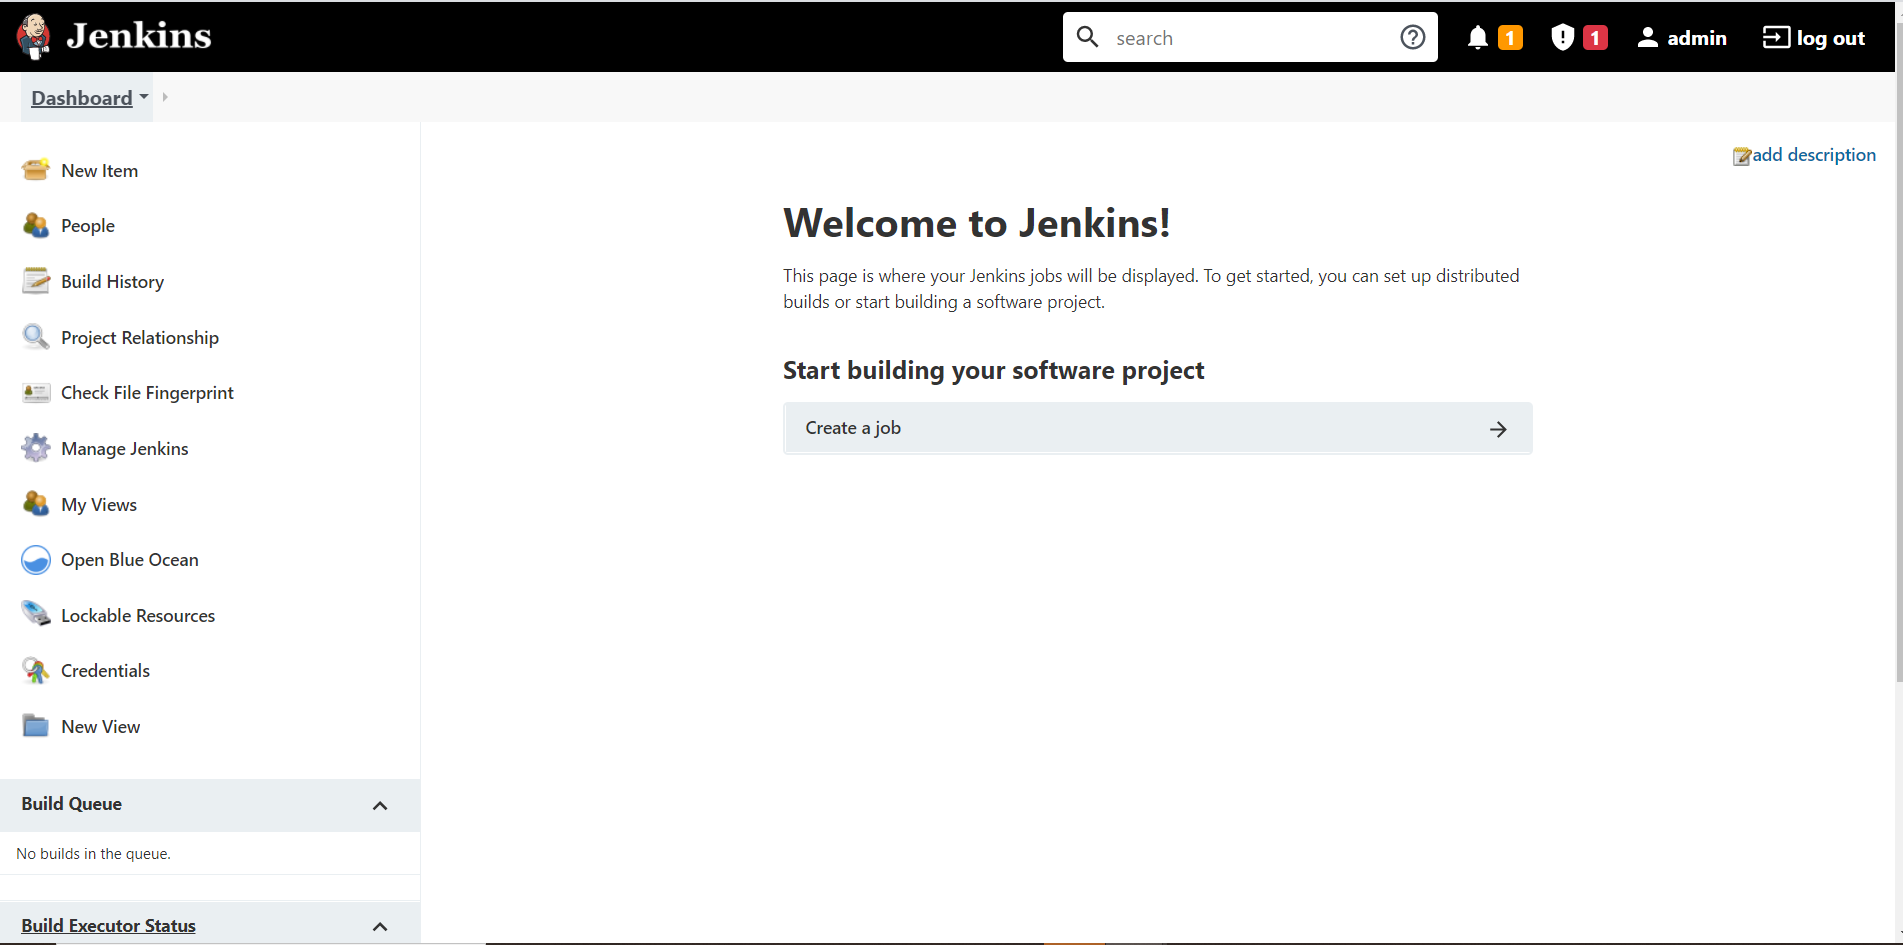 Jenkins
search
1
1
admin
log out
Dashboard
add description
New Item
People
Build History
Project Relationship
Check File Fingerprint
Manage Jenkins
My Views
Open Blue Ocean
Lockable Resources
Credentials
New View
Build Queue
No builds in the queue.
Build Executor Status
Welcome to Jenkins!
This page is where your Jenkins jobs will be displayed. To get started, you can set up distributed
builds or start building a software project.
Start building your software project
Create a job